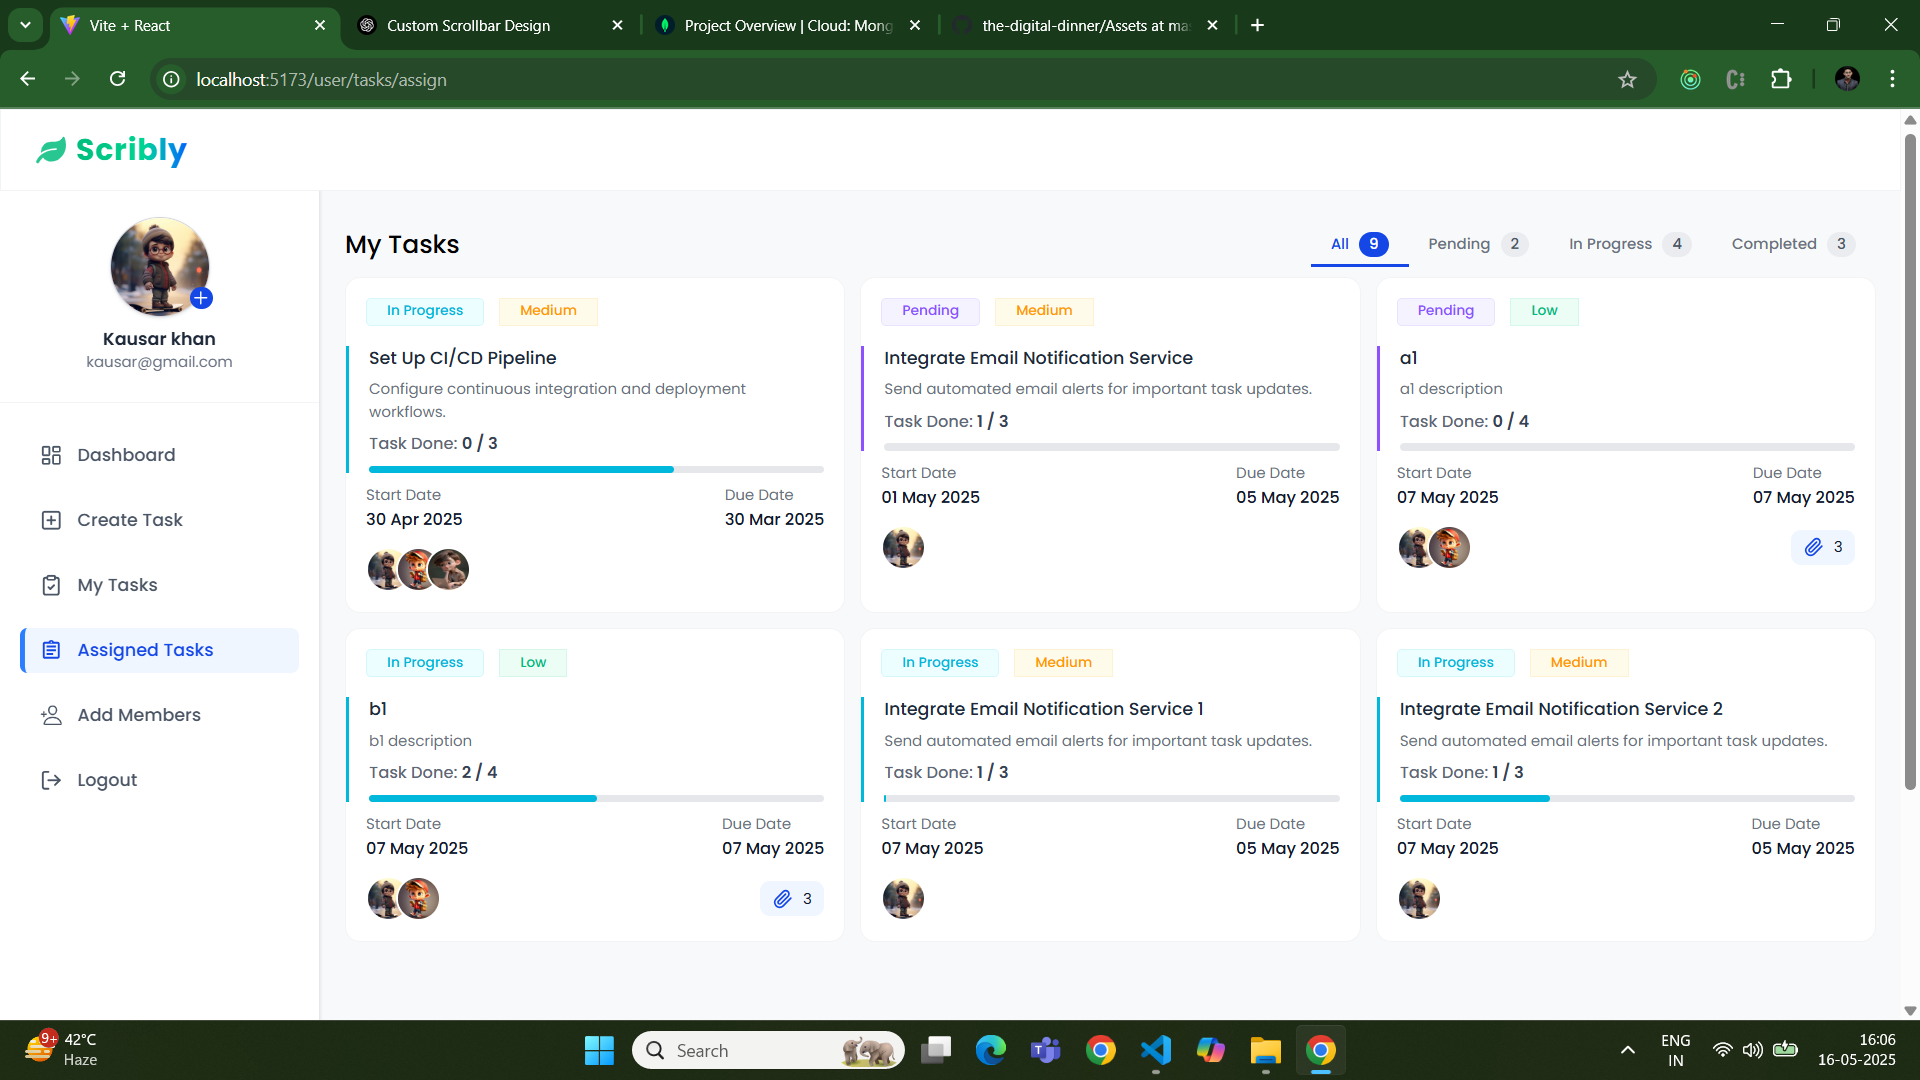 Vite + React
Custom Scrollbar Design
Project Overview | Cloud: Mong
the-digital-dinner/Assets at ma
localhost:5173/user/tasks/assign
Scribly
Kausar khan
kausar@gmail.com
Dashboard
Create Task
My Tasks
Assigned Tasks
Add Members
Logout
My Tasks
All 9
Pending 2
In Progress 4
Completed 3
In Progress Medium
Set Up CI/CD Pipeline
Configure continuous integration and deployment
workflows.
Task Done: 0 / 3
Start Date Due Date
30 Apr 2025 30 Mar 2025
Pending Medium
Integrate Email Notification Service
Send automated email alerts for important task updates.
Task Done: 1 / 3
Start Date Due Date
01 May 2025 05 May 2025
Pending Low
a1
a1 description
Task Done: 0 / 4
Start Date Due Date
07 May 2025 07 May 2025
3
In Progress Low
b1
b1 description
Task Done: 2 / 4
Start Date Due Date
07 May 2025 07 May 2025
3
In Progress Medium
Integrate Email Notification Service 1
Send automated email alerts for important task updates.
Task Done: 1 / 3
Start Date Due Date
07 May 2025 05 May 2025
In Progress Medium
Integrate Email Notification Service 2
Send automated email alerts for important task updates.
Task Done: 1 / 3
Start Date Due Date
07 May 2025 05 May 2025
9+
42°C
Haze
Search
ENG
IN
16:06
16-05-2025